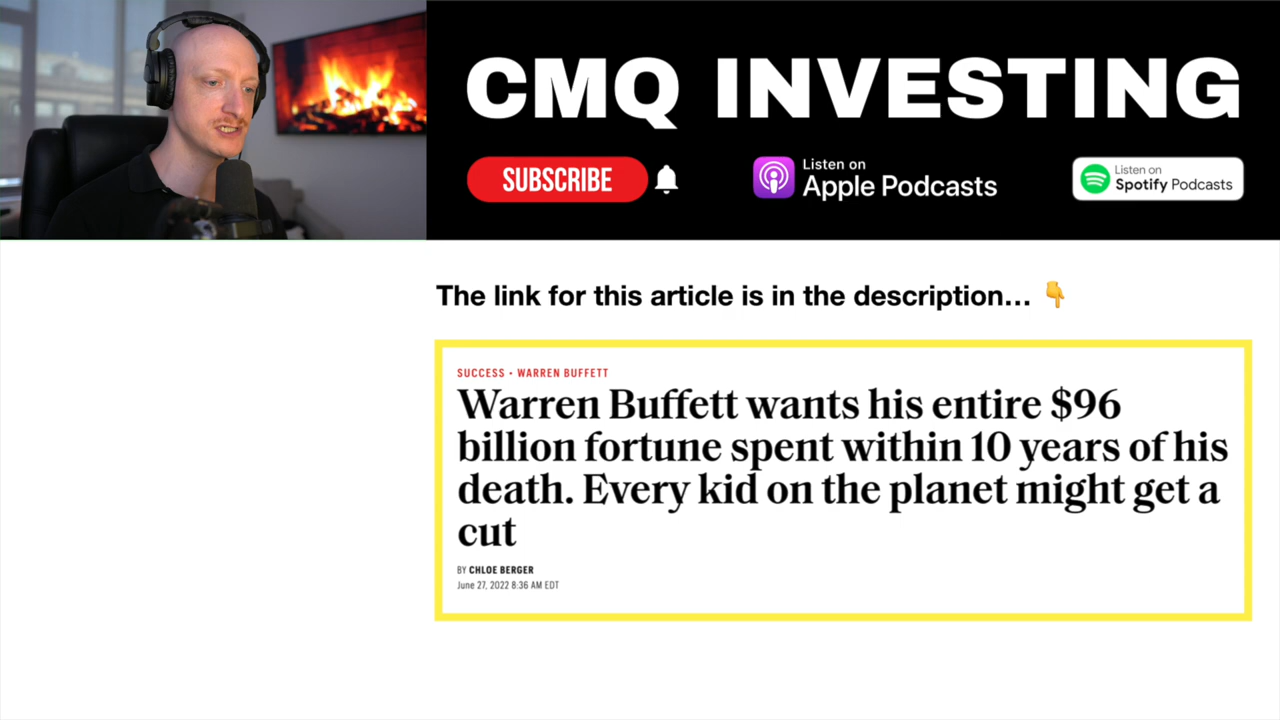 CMQ INVESTING
SUBSCRIBE
Listen on
Apple Podcasts
Listen on
Spotify Podcasts
The link for this article is in the description... 👇
SUCCESS • WARREN BUFFETT
Warren Buffett wants his entire $96
billion fortune spent within 10 years of his
death. Every kid on the planet might get a
cut
BY CHLOE BERGER
June 27, 2022 8:36 AM EDT